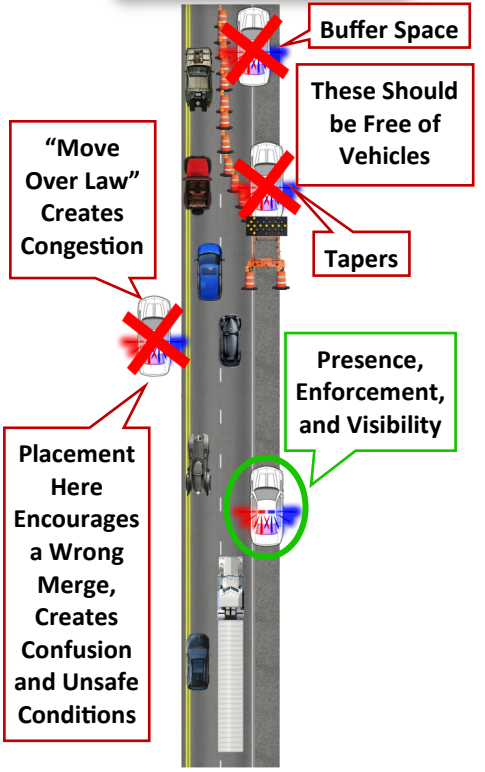 Buffer Space
These Should
be Free of
Vehicles
“Move
Over Law”
Creates
Congestion
Tapers
Presence,
Enforcement,
and Visibility
Placement
Here
Encourages
a Wrong
Merge,
Creates
Confusion
and Unsafe
Conditions